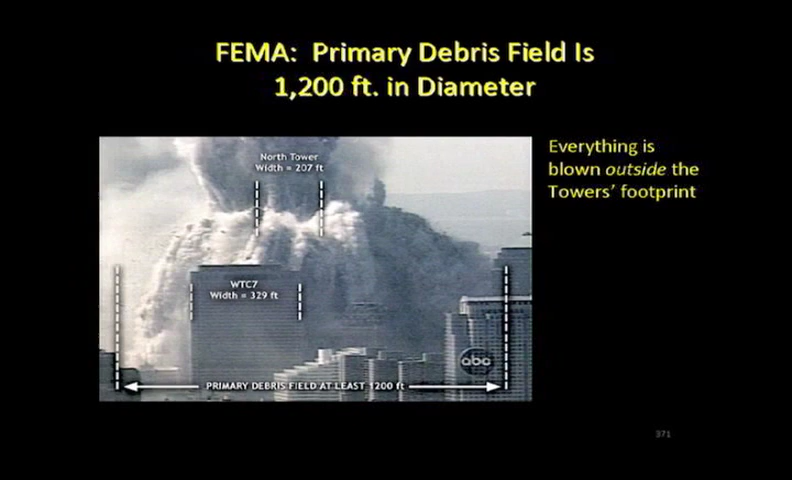 FEMA: Primary Debris Field Is
1,200 ft. in Diameter
Everything is
blown outside the
Towers' footprint
North Tower
Width = 207 ft
WTC7
Width = 329 ft
abc
PRIMARY DEBRIS FIELD AT LEAST 1200 ft
371